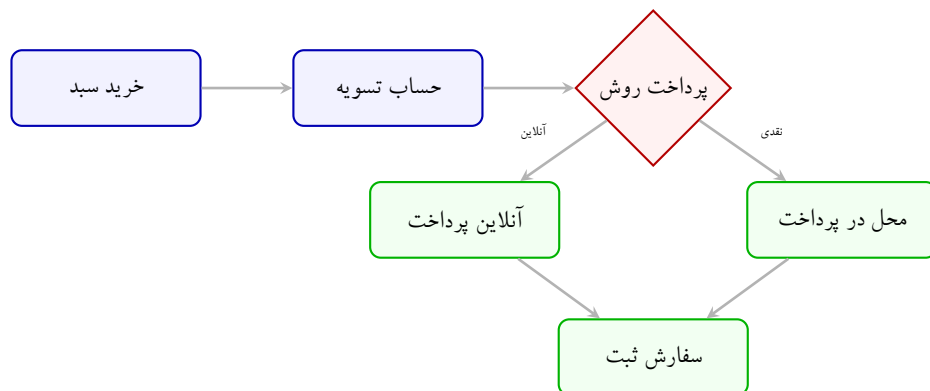 خرید سبد
حساب تسویه
پرداخت روش
آنلاین
نقدی
آنلاین پرداخت
محل در پرداخت
سفارش ثبت